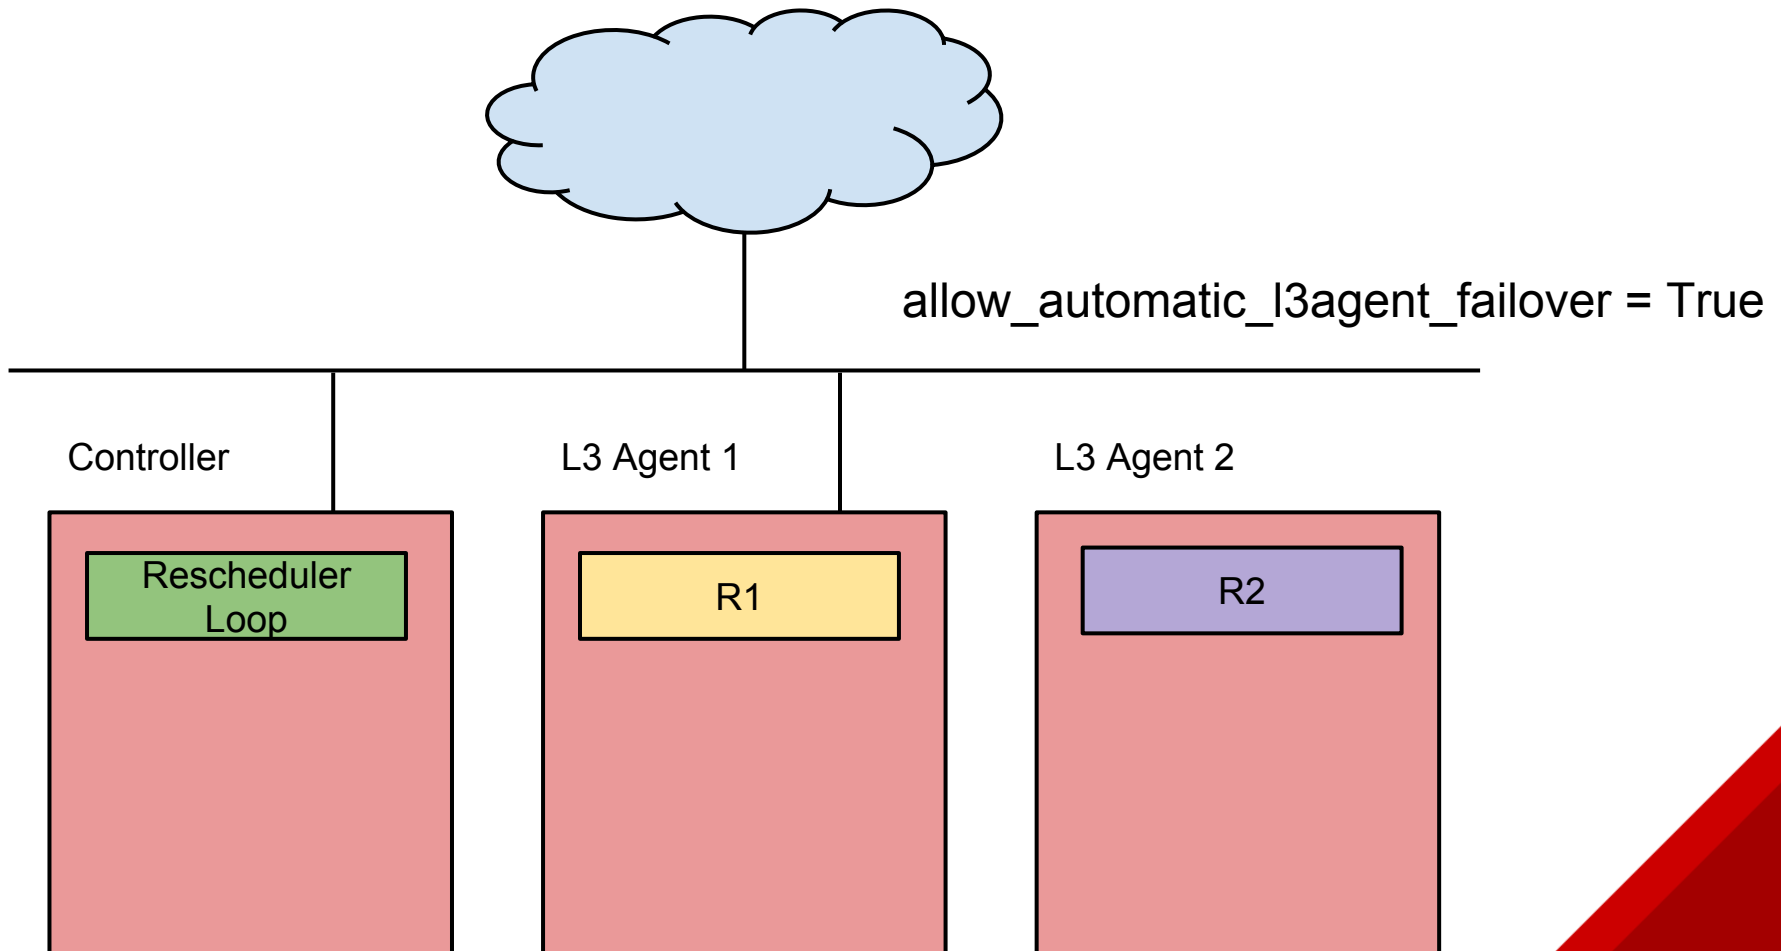 allow_automatic_l3agent_failover = True
Controller
L3 Agent 1
L3 Agent 2
Rescheduler
Loop
R1
R2